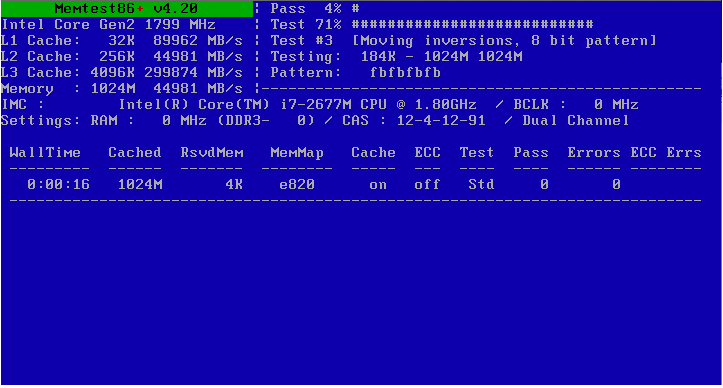 Memtest86+ v4.20        | Pass  4% #
Intel Core Gen2 1799 MHz     | Test 71% ###########################
L1 Cache:   32K  89962 MB/s | Test #3  [Moving inversions, 8 bit pattern]
L2 Cache:  256K  44981 MB/s | Testing:  184K - 1024M 1024M
L3 Cache: 4096K 299874 MB/s | Pattern:   fbfbfbfb
Memory  : 1024M  44981 MB/s |-------------------------------------------------
IMC :        Intel(R) Core(TM) i7-2677M CPU @ 1.80GHz  / BCLK :   0 MHz
Settings: RAM :   0 MHz (DDR3-   0) / CAS : 12-4-12-91  / Dual Channel
WallTime   Cached  RsvdMem   MemMap   Cache  ECC  Test  Pass  Errors ECC Errs
---------  ------  -------  --------  -----  ---  ----  ----  ------ --------
0:00:16   1024M       4K    e820      on   off   Std     0       0
-----------------------------------------------------------------------------